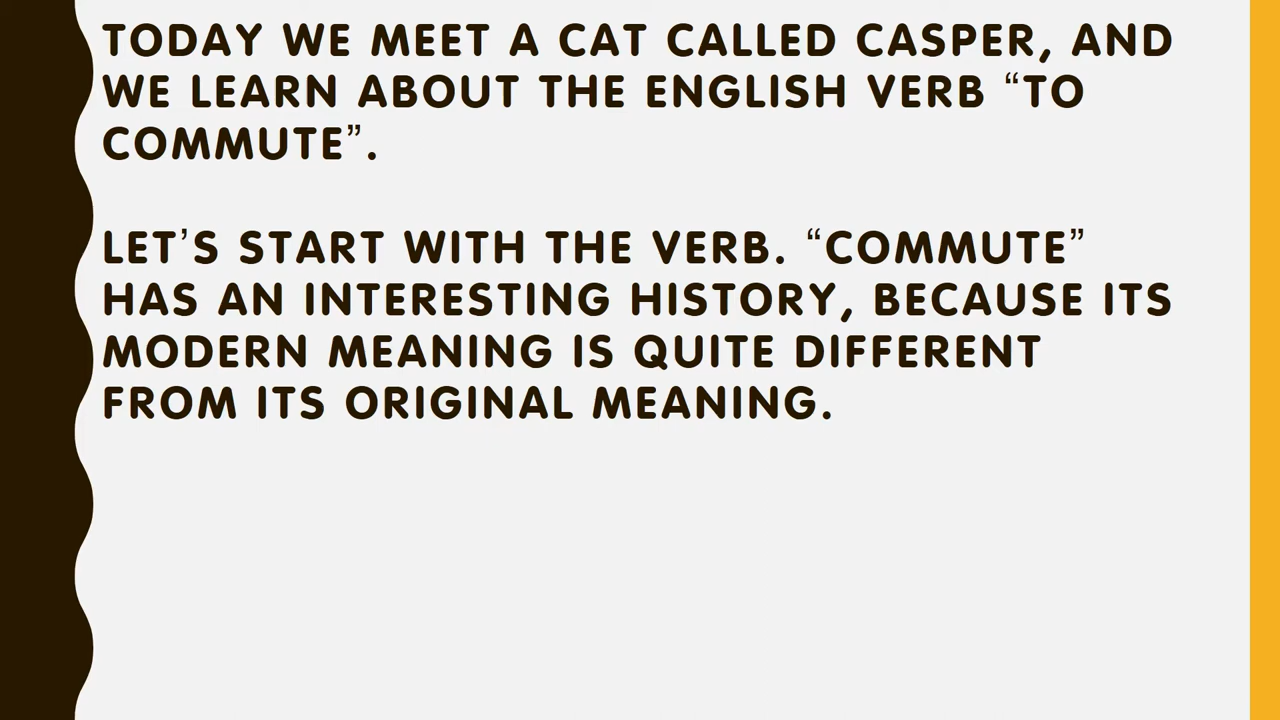 TODAY WE MEET A CAT CALLED CASPER, AND
WE LEARN ABOUT THE ENGLISH VERB “TO
COMMUTE”.
LET’S START WITH THE VERB. “COMMUTE”
HAS AN INTERESTING HISTORY, BECAUSE ITS
MODERN MEANING IS QUITE DIFFERENT
FROM ITS ORIGINAL MEANING.